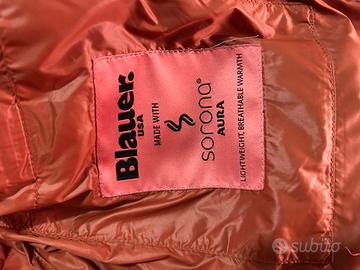 Blauer.
USA
MADE WITH
sorona®
AURA
LIGHTWEIGHT, BREATHABLE WARMTH
subito